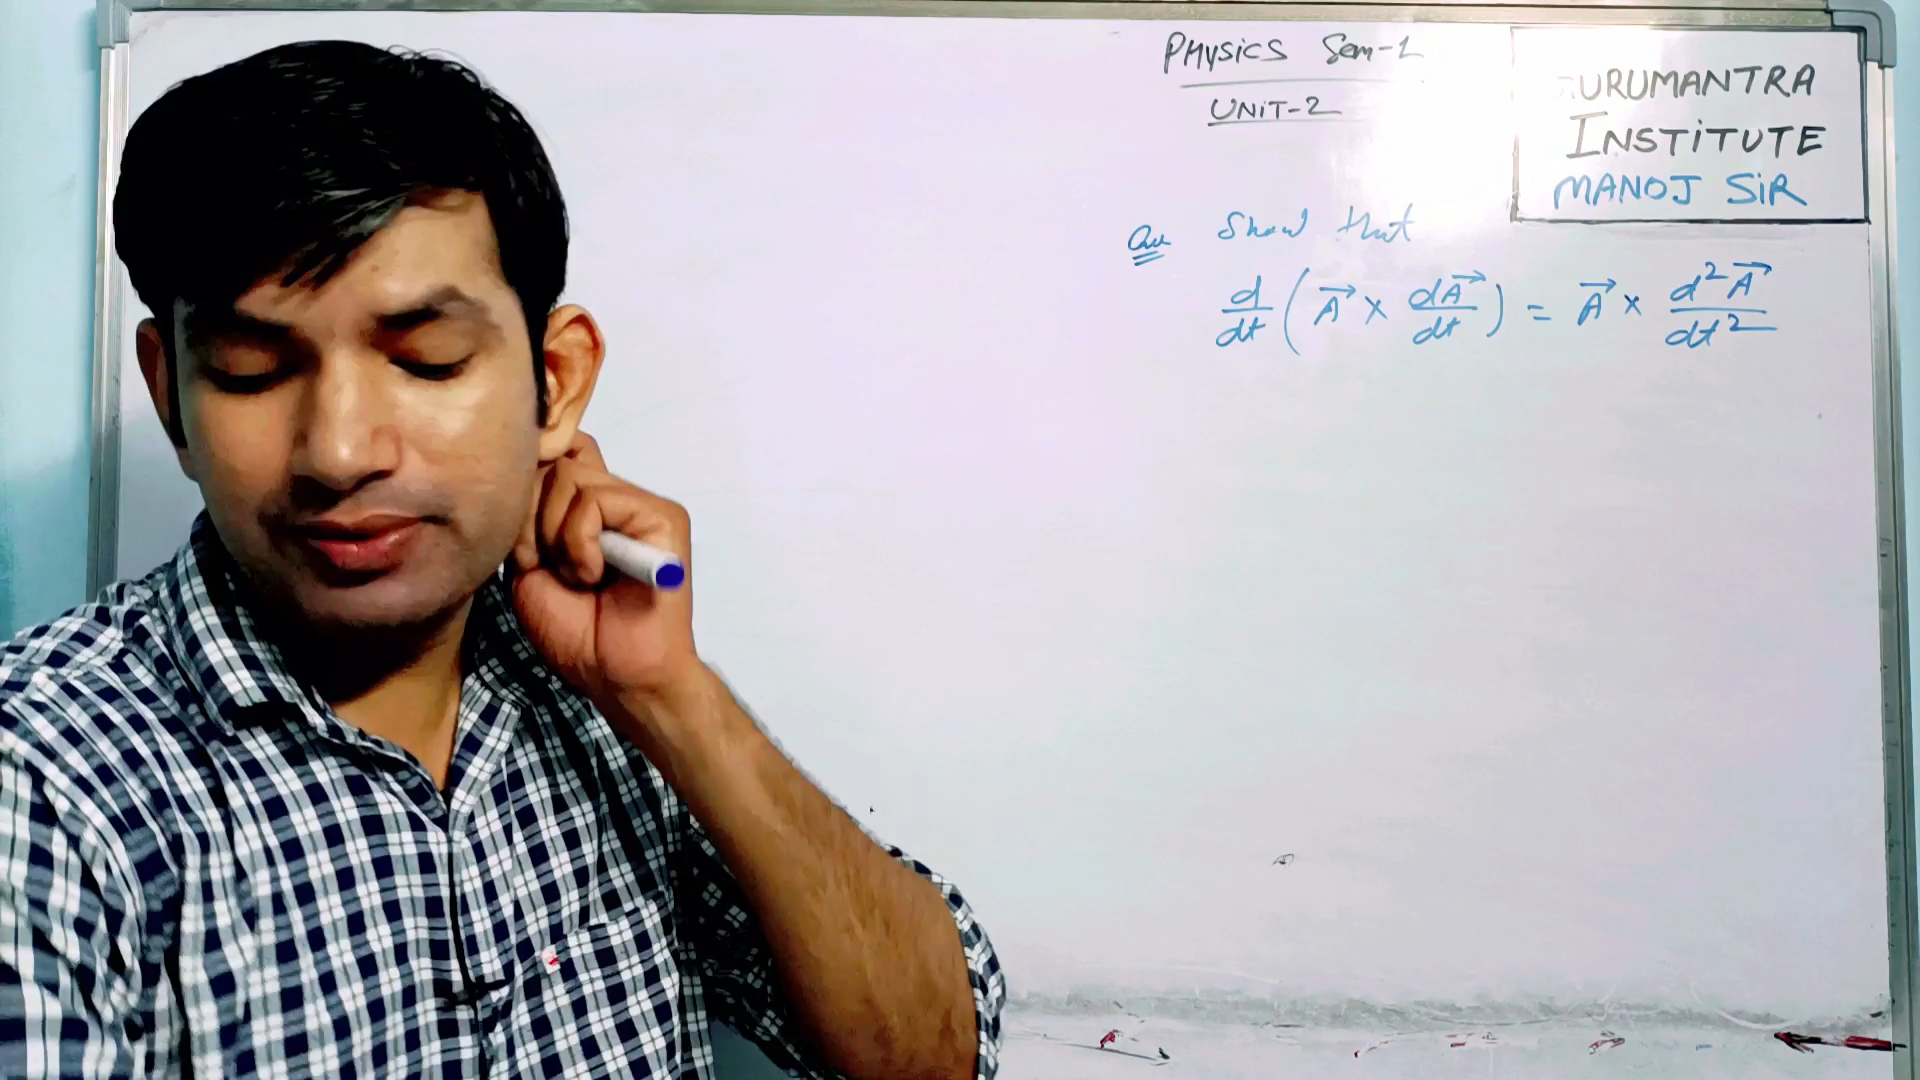 PHYSICS Sem-1
UNIT-2
URUMANTRA
INSTITUTE
MANOJ SIR
Que Show that
d/dt ( A⃗ × dA⃗/dt ) = A⃗ × d²A⃗/dt²